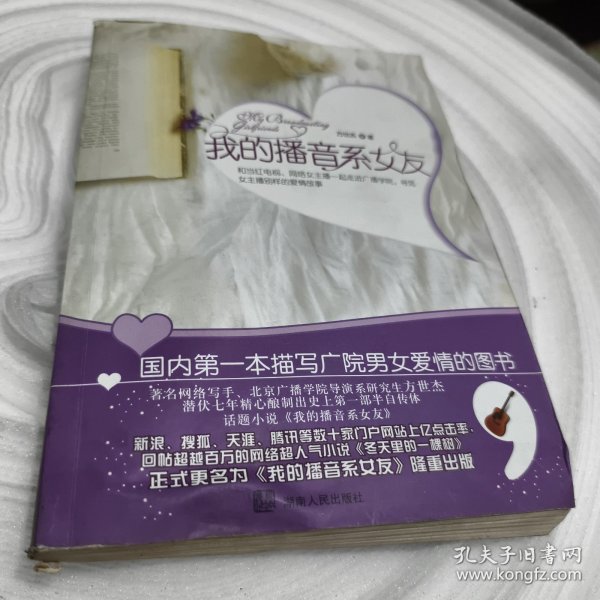 My Broadcasting
Girlfriends
方世杰 著
我的播音系女友
和当红电视、网络女主播一起走进广播学院，领略
女主播别样的爱情故事
国内第一本描写广院男女爱情的图书
著名网络写手、北京广播学院导演系研究生方世杰
潜伏七年精心酿制出史上第一部半自传体
话题小说《我的播音系女友》
新浪、搜狐、天涯、腾讯等数十家门户网站上亿点击率，
回帖超越百万的网络超人气小说《冬天里的一棵树》
正式更名为《我的播音系女友》隆重出版
湖南人民出版社
孔夫子旧书网
www.kongfz.com